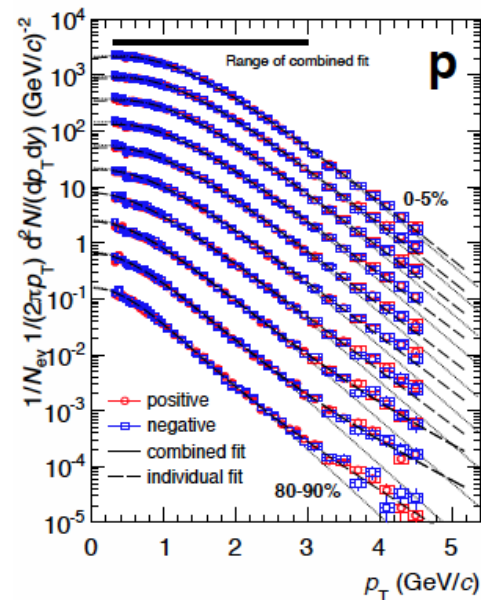 1/N_ev 1/(2πp_T) d²N/(dp_Tdy) (GeV/c)⁻²
10⁴
10³
10²
10
1
10⁻¹
10⁻²
10⁻³
10⁻⁴
10⁻⁵
Range of combined fit
p
0-5%
positive
negative
combined fit
individual fit
80-90%
0 1 2 3 4 5
p_T (GeV/c)